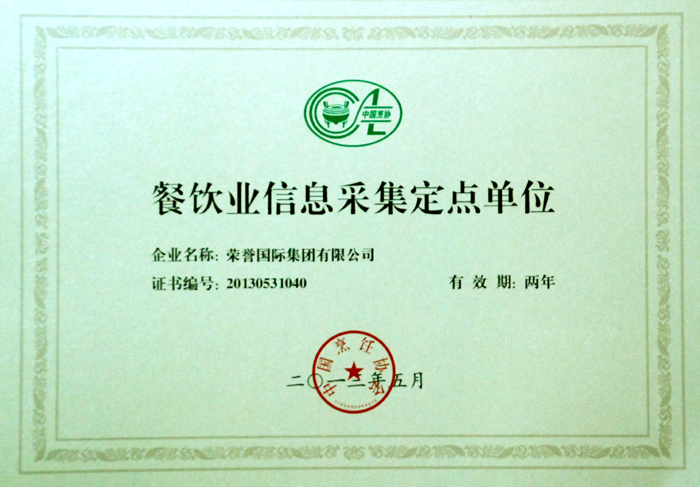 中国烹协
餐饮业信息采集定点单位
企业名称: 荣誉国际集团有限公司
证书编号: 20130531040
有 效 期: 两年
中国烹饪协会
二〇一三年五月